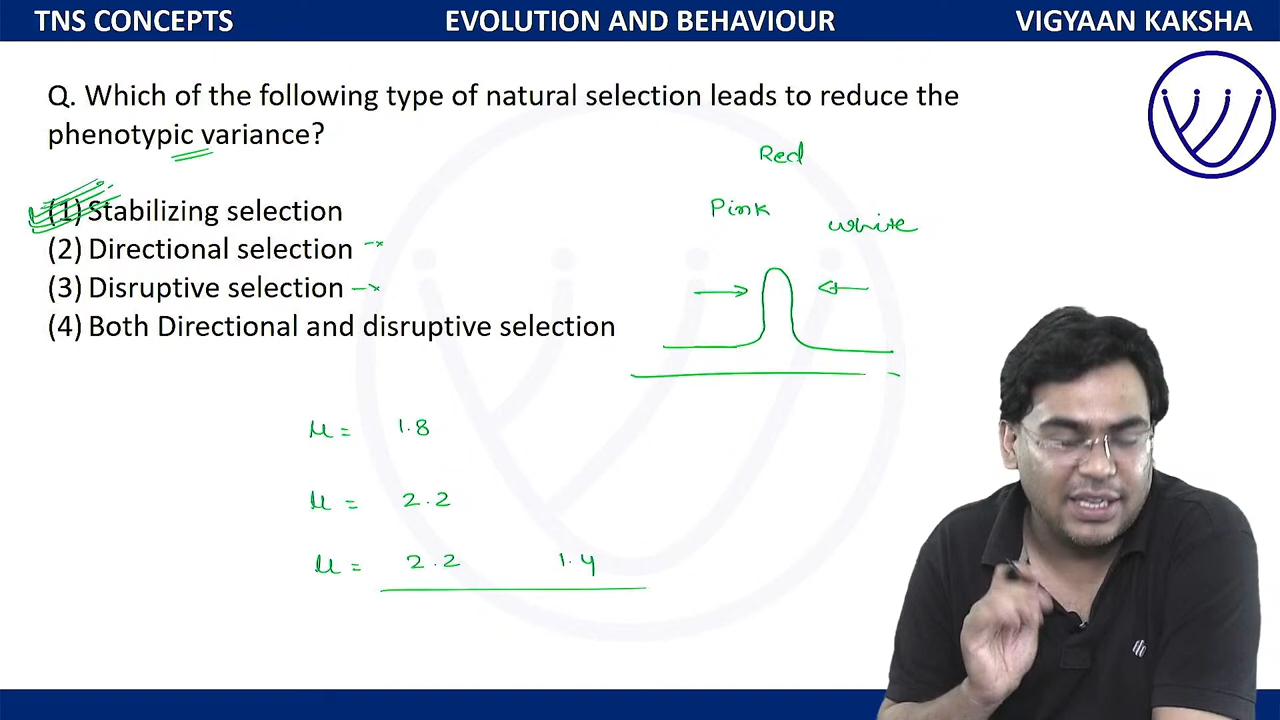 TNS CONCEPTS EVOLUTION AND BEHAVIOUR VIGYAAN KAKSHA
Q. Which of the following type of natural selection leads to reduce the
phenotypic variance?
(1) Stabilizing selection
(2) Directional selection
(3) Disruptive selection
(4) Both Directional and disruptive selection
Red
Pink
white
μ = 1.8
μ = 2.2
μ = 2.2 1.4